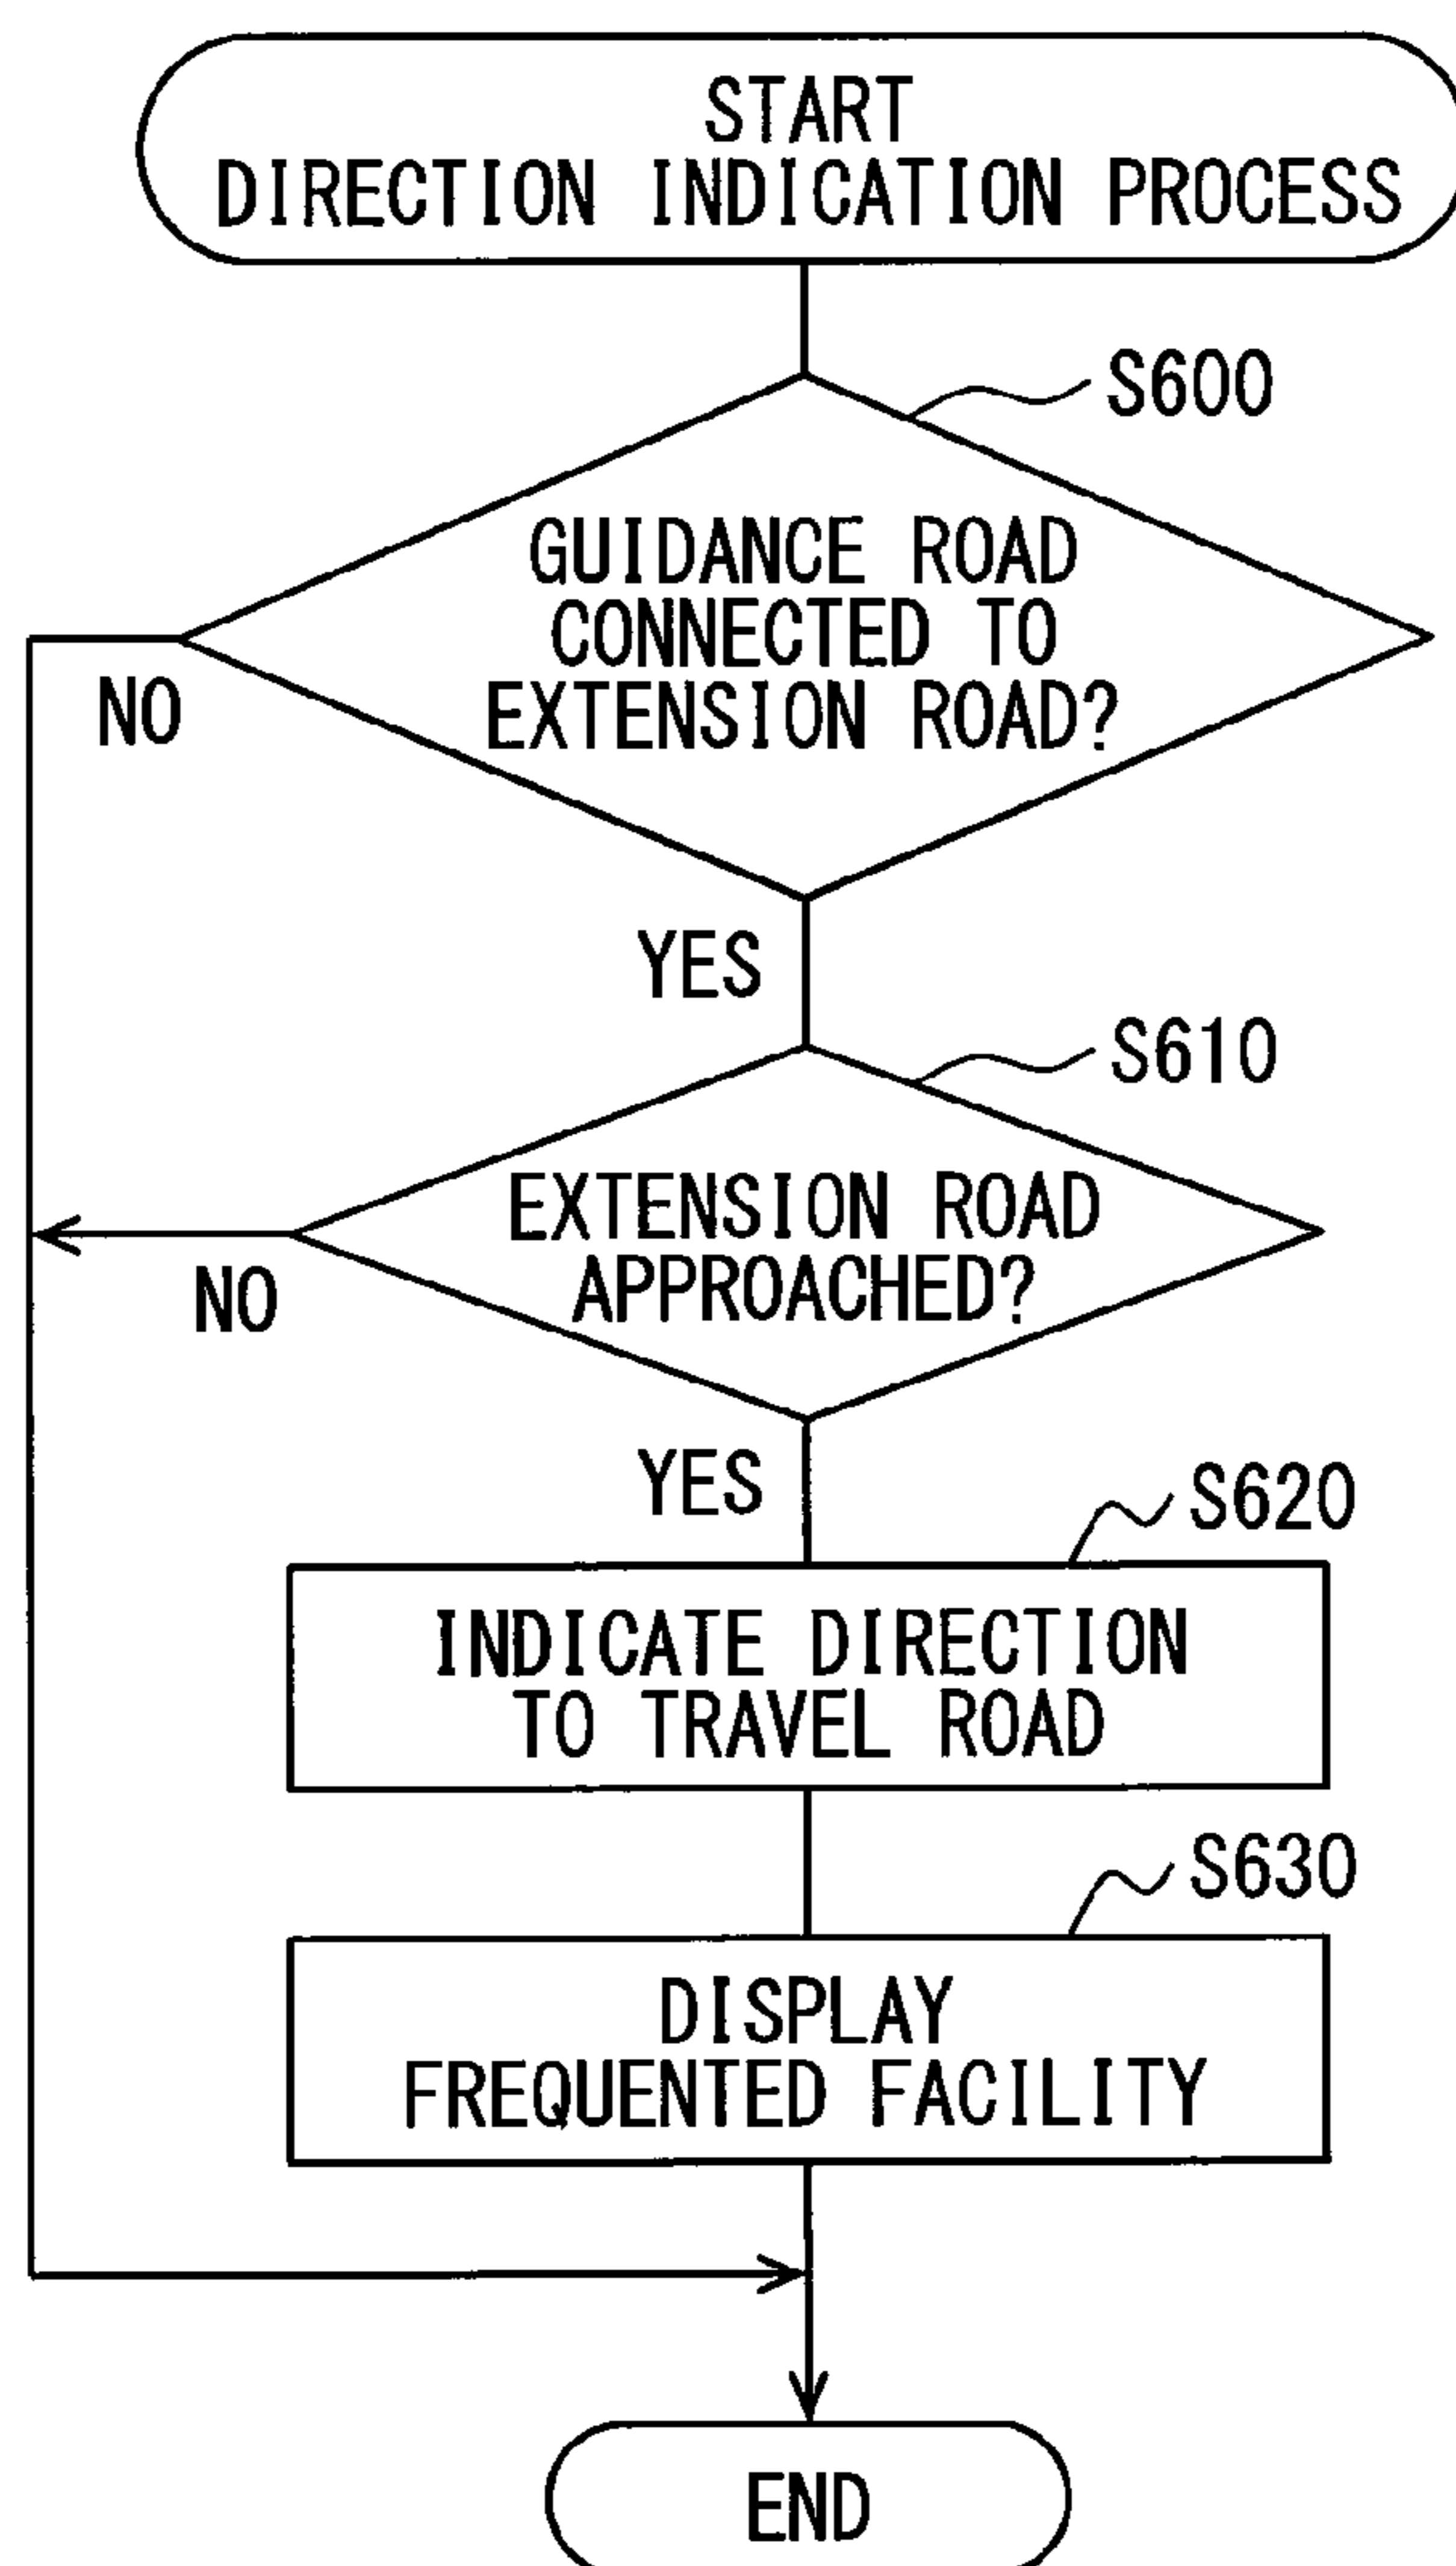 START
DIRECTION INDICATION PROCESS
S600
GUIDANCE ROAD
CONNECTED TO
EXTENSION ROAD?
NO
YES
S610
EXTENSION ROAD
APPROACHED?
NO
YES
S620
INDICATE DIRECTION
TO TRAVEL ROAD
S630
DISPLAY
FREQUENTED FACILITY
END